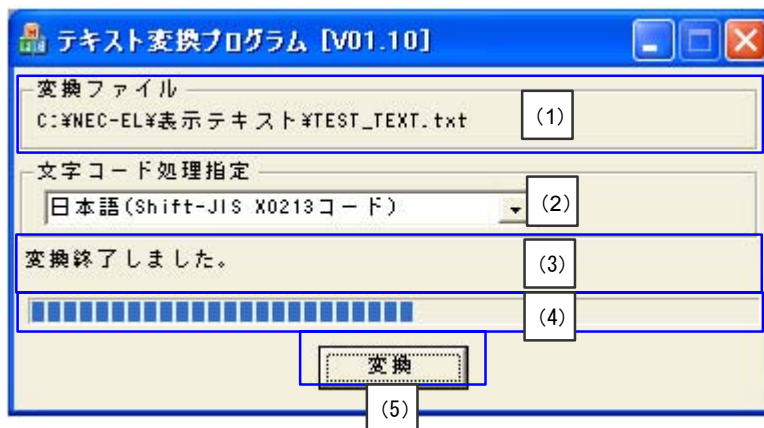 テキスト変換プログラム [V01.10]
変換ファイル
C:¥NEC-EL¥表示テキスト¥TEST_TEXT.txt
(1)
文字コード処理指定
日本語(Shift-JIS X0213コード)
(2)
変換終了しました。
(3)
(4)
変換
(5)